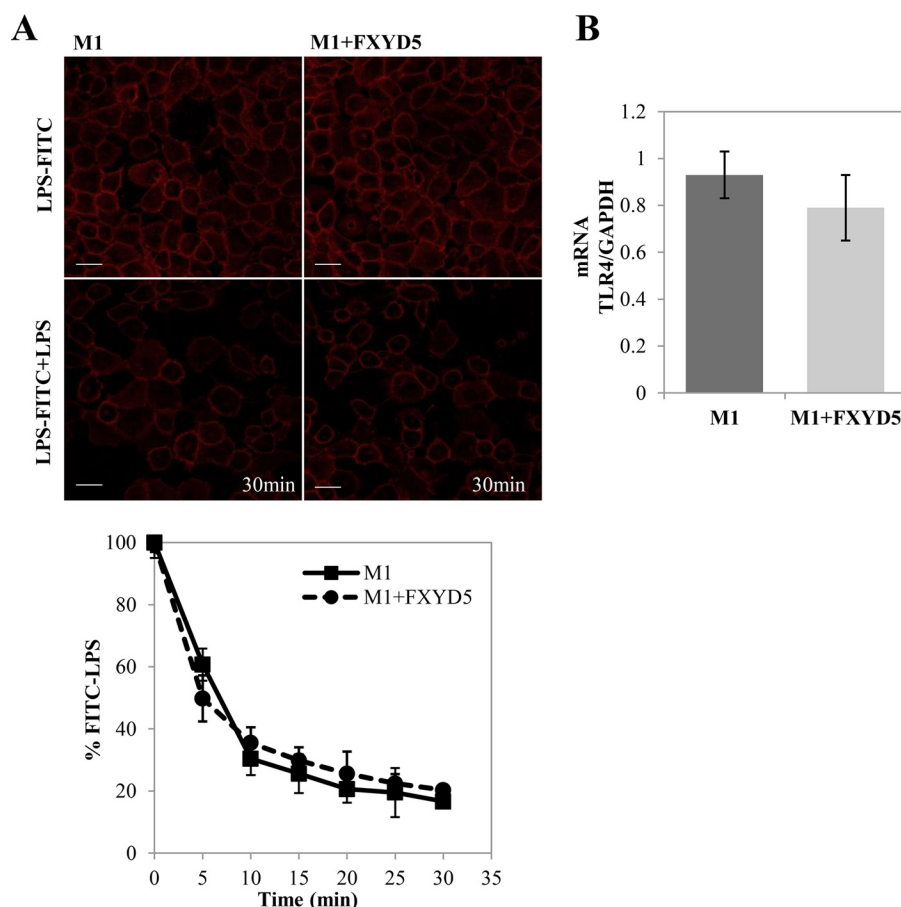 A
M1
M1+FXYD5
LPS-FITC
LPS-FITC+LPS
30min
30min
100
80
60
40
20
0
% FITC-LPS
M1
M1+FXYD5
0
5
10
15
20
25
30
35
Time (min)
B
1.2
1
0.8
0.6
0.4
0.2
0
mRNA
TLR4/GAPDH
M1
M1+FXYD5